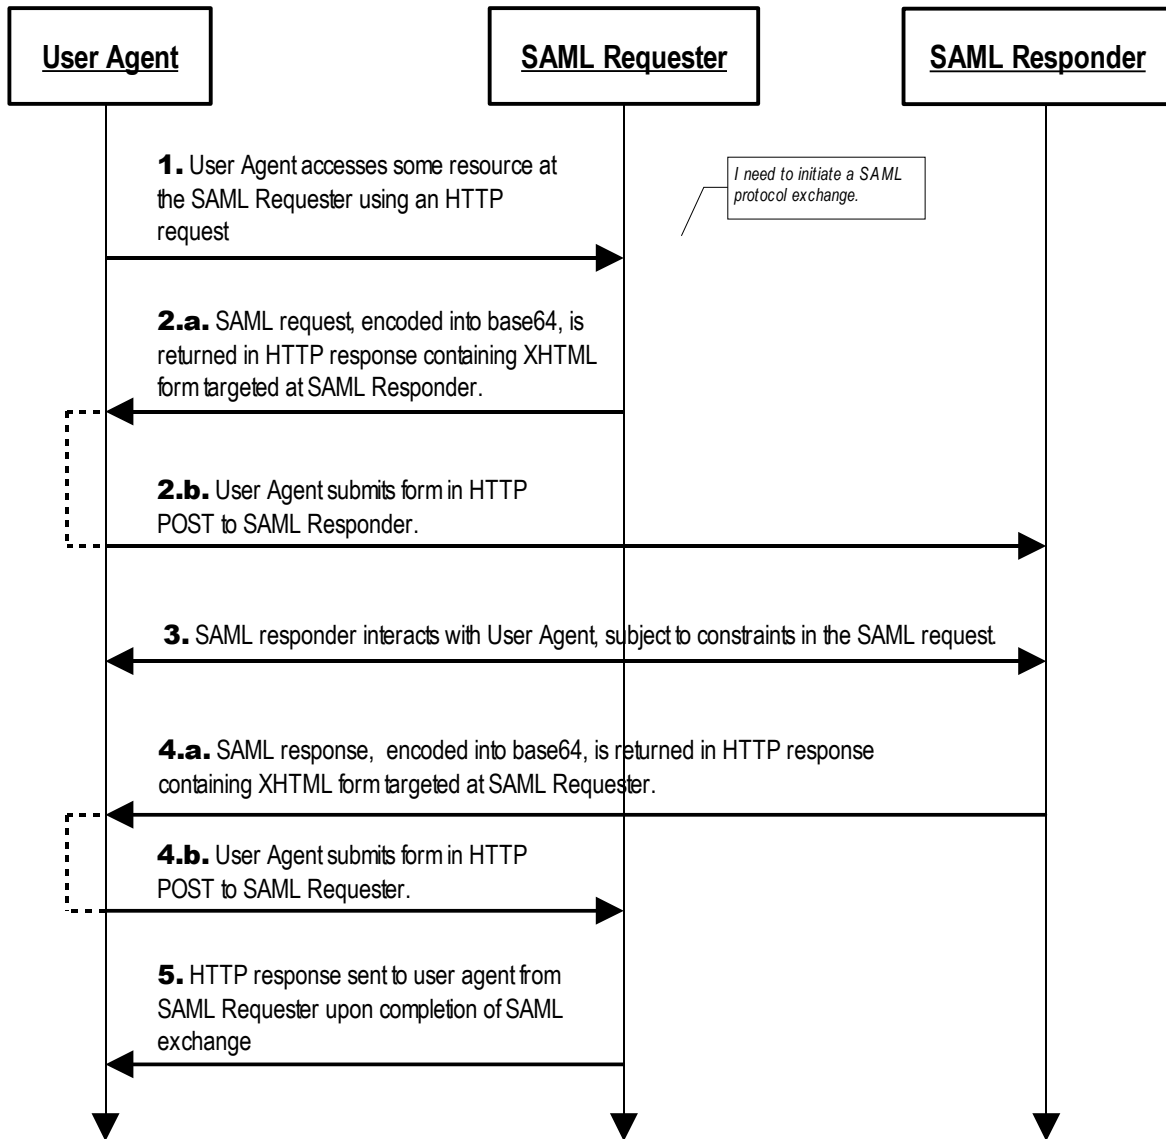 User Agent
SAML Requester
SAML Responder
1. User Agent accesses some resource at
the SAML Requester using an HTTP
request
I need to initiate a SAML
protocol exchange.
2.a. SAML request, encoded into base64, is
returned in HTTP response containing XHTML
form targeted at SAML Responder.
2.b. User Agent submits form in HTTP
POST to SAML Responder.
3. SAML responder interacts with User Agent, subject to constraints in the SAML request.
4.a. SAML response, encoded into base64, is returned in HTTP response
containing XHTML form targeted at SAML Requester.
4.b. User Agent submits form in HTTP
POST to SAML Requester.
5. HTTP response sent to user agent from
SAML Requester upon completion of SAML
exchange